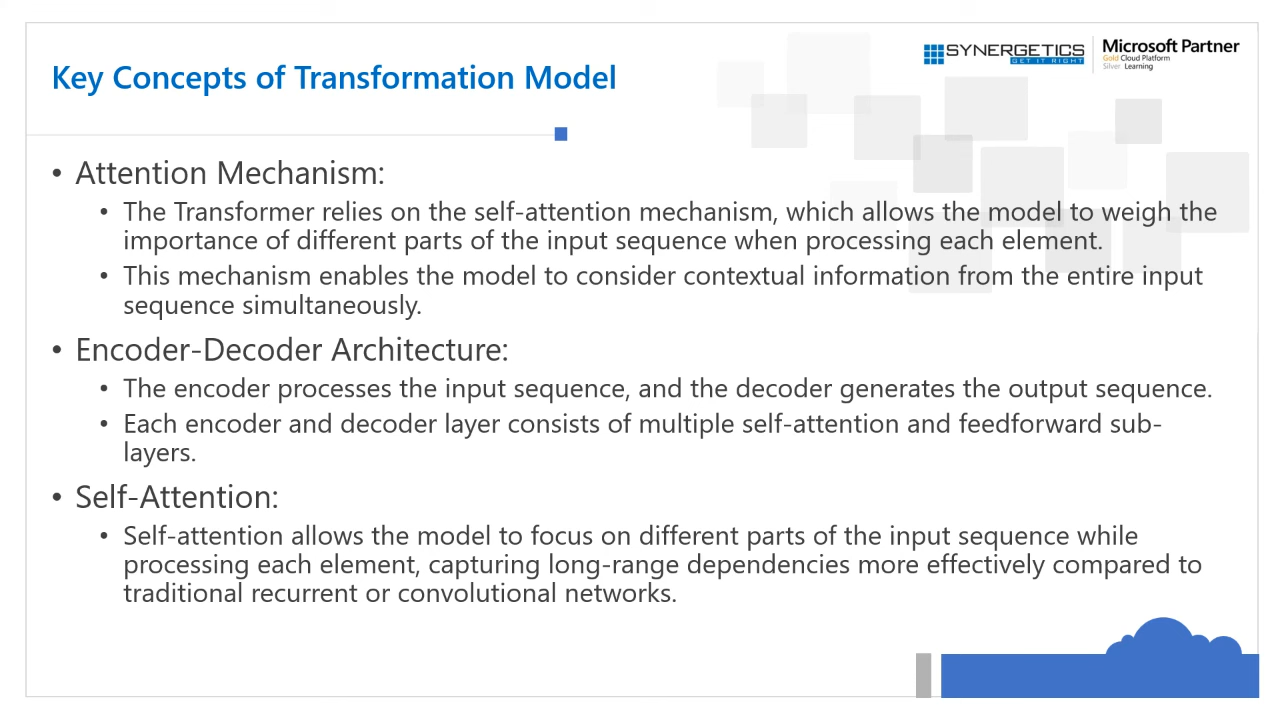 SYNERGETICS
GET IT RIGHT
Microsoft Partner
Gold Cloud Platform
Silver Learning
Key Concepts of Transformation Model
• Attention Mechanism:
• The Transformer relies on the self-attention mechanism, which allows the model to weigh the
importance of different parts of the input sequence when processing each element.
• This mechanism enables the model to consider contextual information from the entire input
sequence simultaneously.
• Encoder-Decoder Architecture:
• The encoder processes the input sequence, and the decoder generates the output sequence.
• Each encoder and decoder layer consists of multiple self-attention and feedforward sub-
layers.
• Self-Attention:
• Self-attention allows the model to focus on different parts of the input sequence while
processing each element, capturing long-range dependencies more effectively compared to
traditional recurrent or convolutional networks.